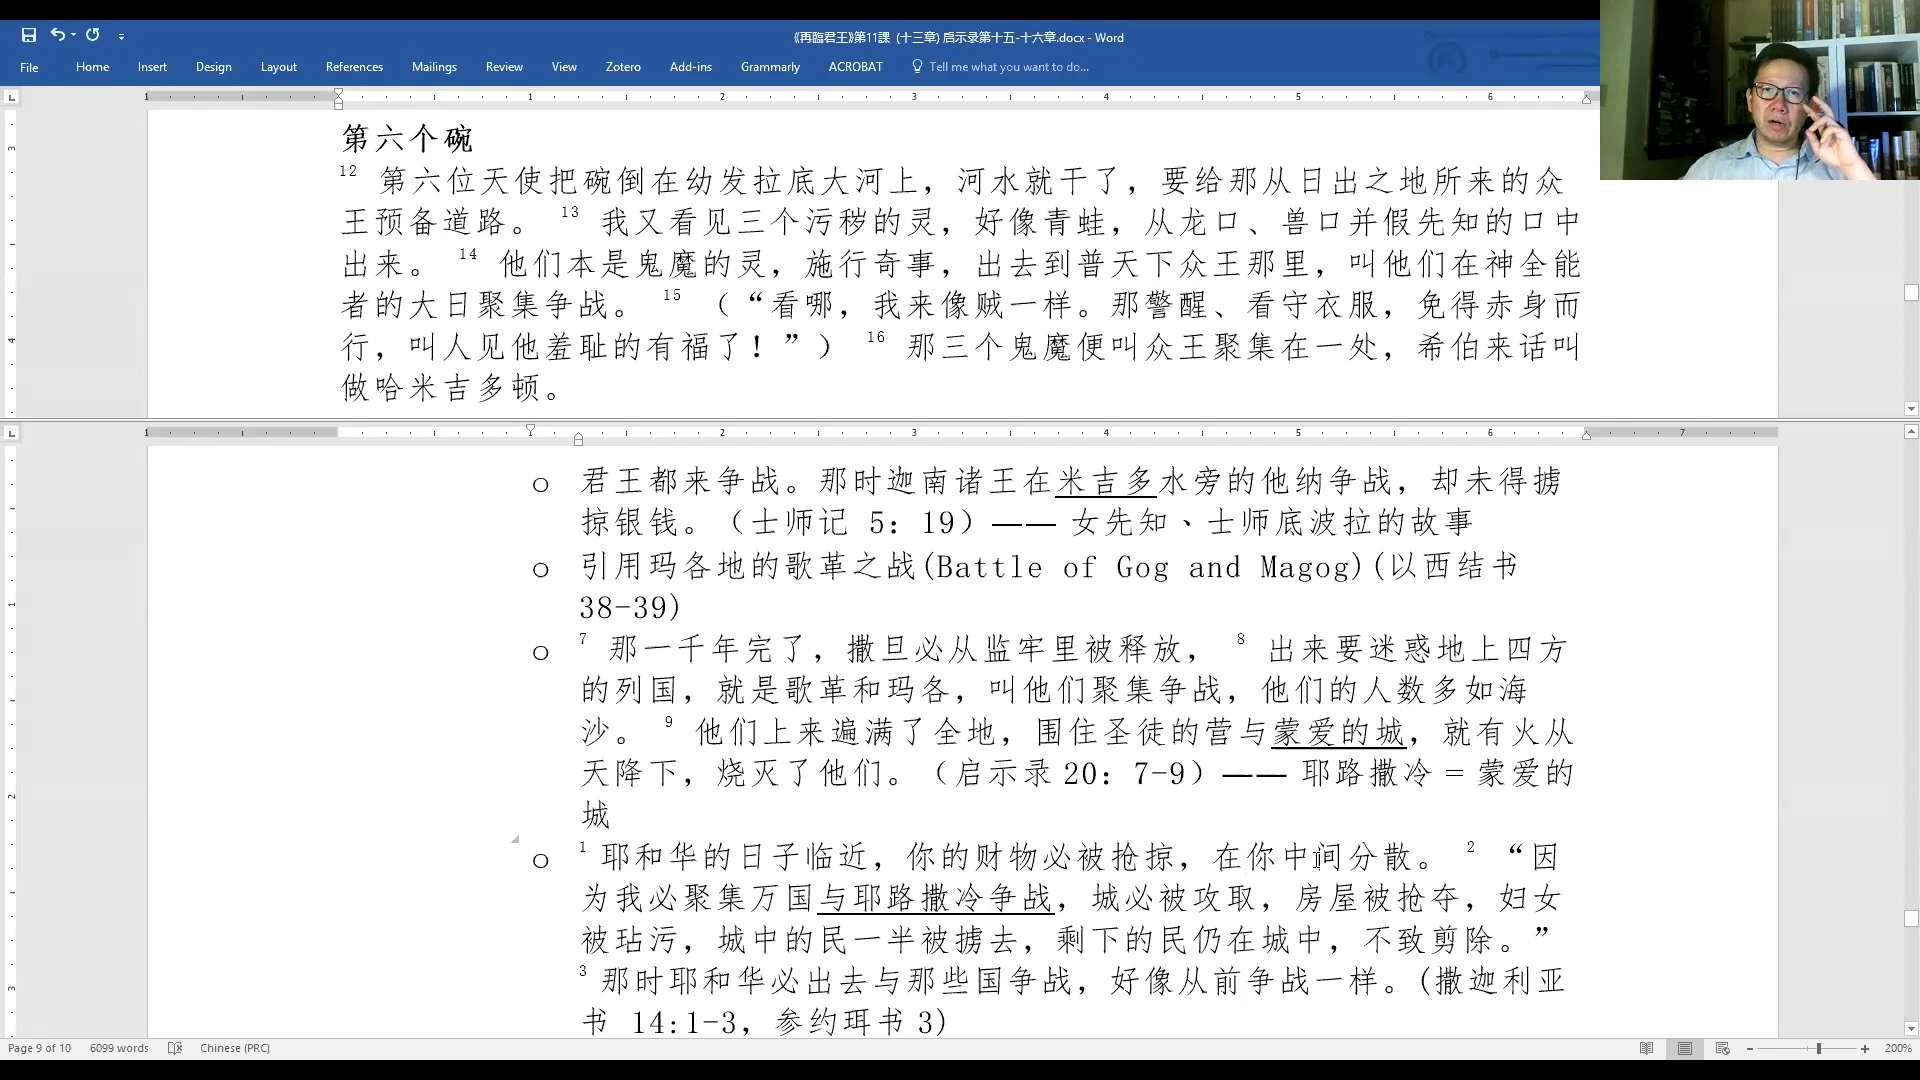 《再臨君王》第11課 (十三章) 启示录第十五-十六章.docx - Word
File Home Insert Design Layout References Mailings Review View Zotero Add-ins Grammarly ACROBAT Tell me what you want to do...
1 1 2 3 4 5 6
第六个碗
12 第六位天使把碗倒在幼发拉底大河上，河水就干了，要给那从日出之地所来的众
王预备道路。 13 我又看见三个污秽的灵，好像青蛙，从龙口、兽口并假先知的口中
出来。 14 他们本是鬼魔的灵，施行奇事，出去到普天下众王那里，叫他们在神全能
者的大日聚集争战。 15 （“看哪，我来像贼一样。那警醒、看守衣服，免得赤身而
行，叫人见他羞耻的有福了！”） 16 那三个鬼魔便叫众王聚集在一处，希伯来话叫
做哈米吉多顿。
1 1 2 3 4 5 6 7
o 君王都来争战。那时迦南诸王在米吉多水旁的他纳争战，却未得掳
掠银钱。（士师记 5：19）—— 女先知、士师底波拉的故事
o 引用玛各地的歌革之战(Battle of Gog and Magog)(以西结书
38-39)
o 7 那一千年完了，撒旦必从监牢里被释放， 8 出来要迷惑地上四方
的列国，就是歌革和玛各，叫他们聚集争战，他们的人数多如海
沙。 9 他们上来遍满了全地，围住圣徒的营与蒙爱的城，就有火从
天降下，烧灭了他们。（启示录 20：7-9）—— 耶路撒冷 = 蒙爱的
城
o 1 耶和华的日子临近，你的财物必被抢掠，在你中间分散。 2 “因
为我必聚集万国与耶路撒冷争战，城必被攻取，房屋被抢夺，妇女
被玷污，城中的民一半被掳去，剩下的民仍在城中，不致剪除。”
3 那时耶和华必出去与那些国争战，好像从前争战一样。(撒迦利亚
书 14:1-3，参约珥书 3)
Page 9 of 10 6099 words Chinese (PRC) 200%